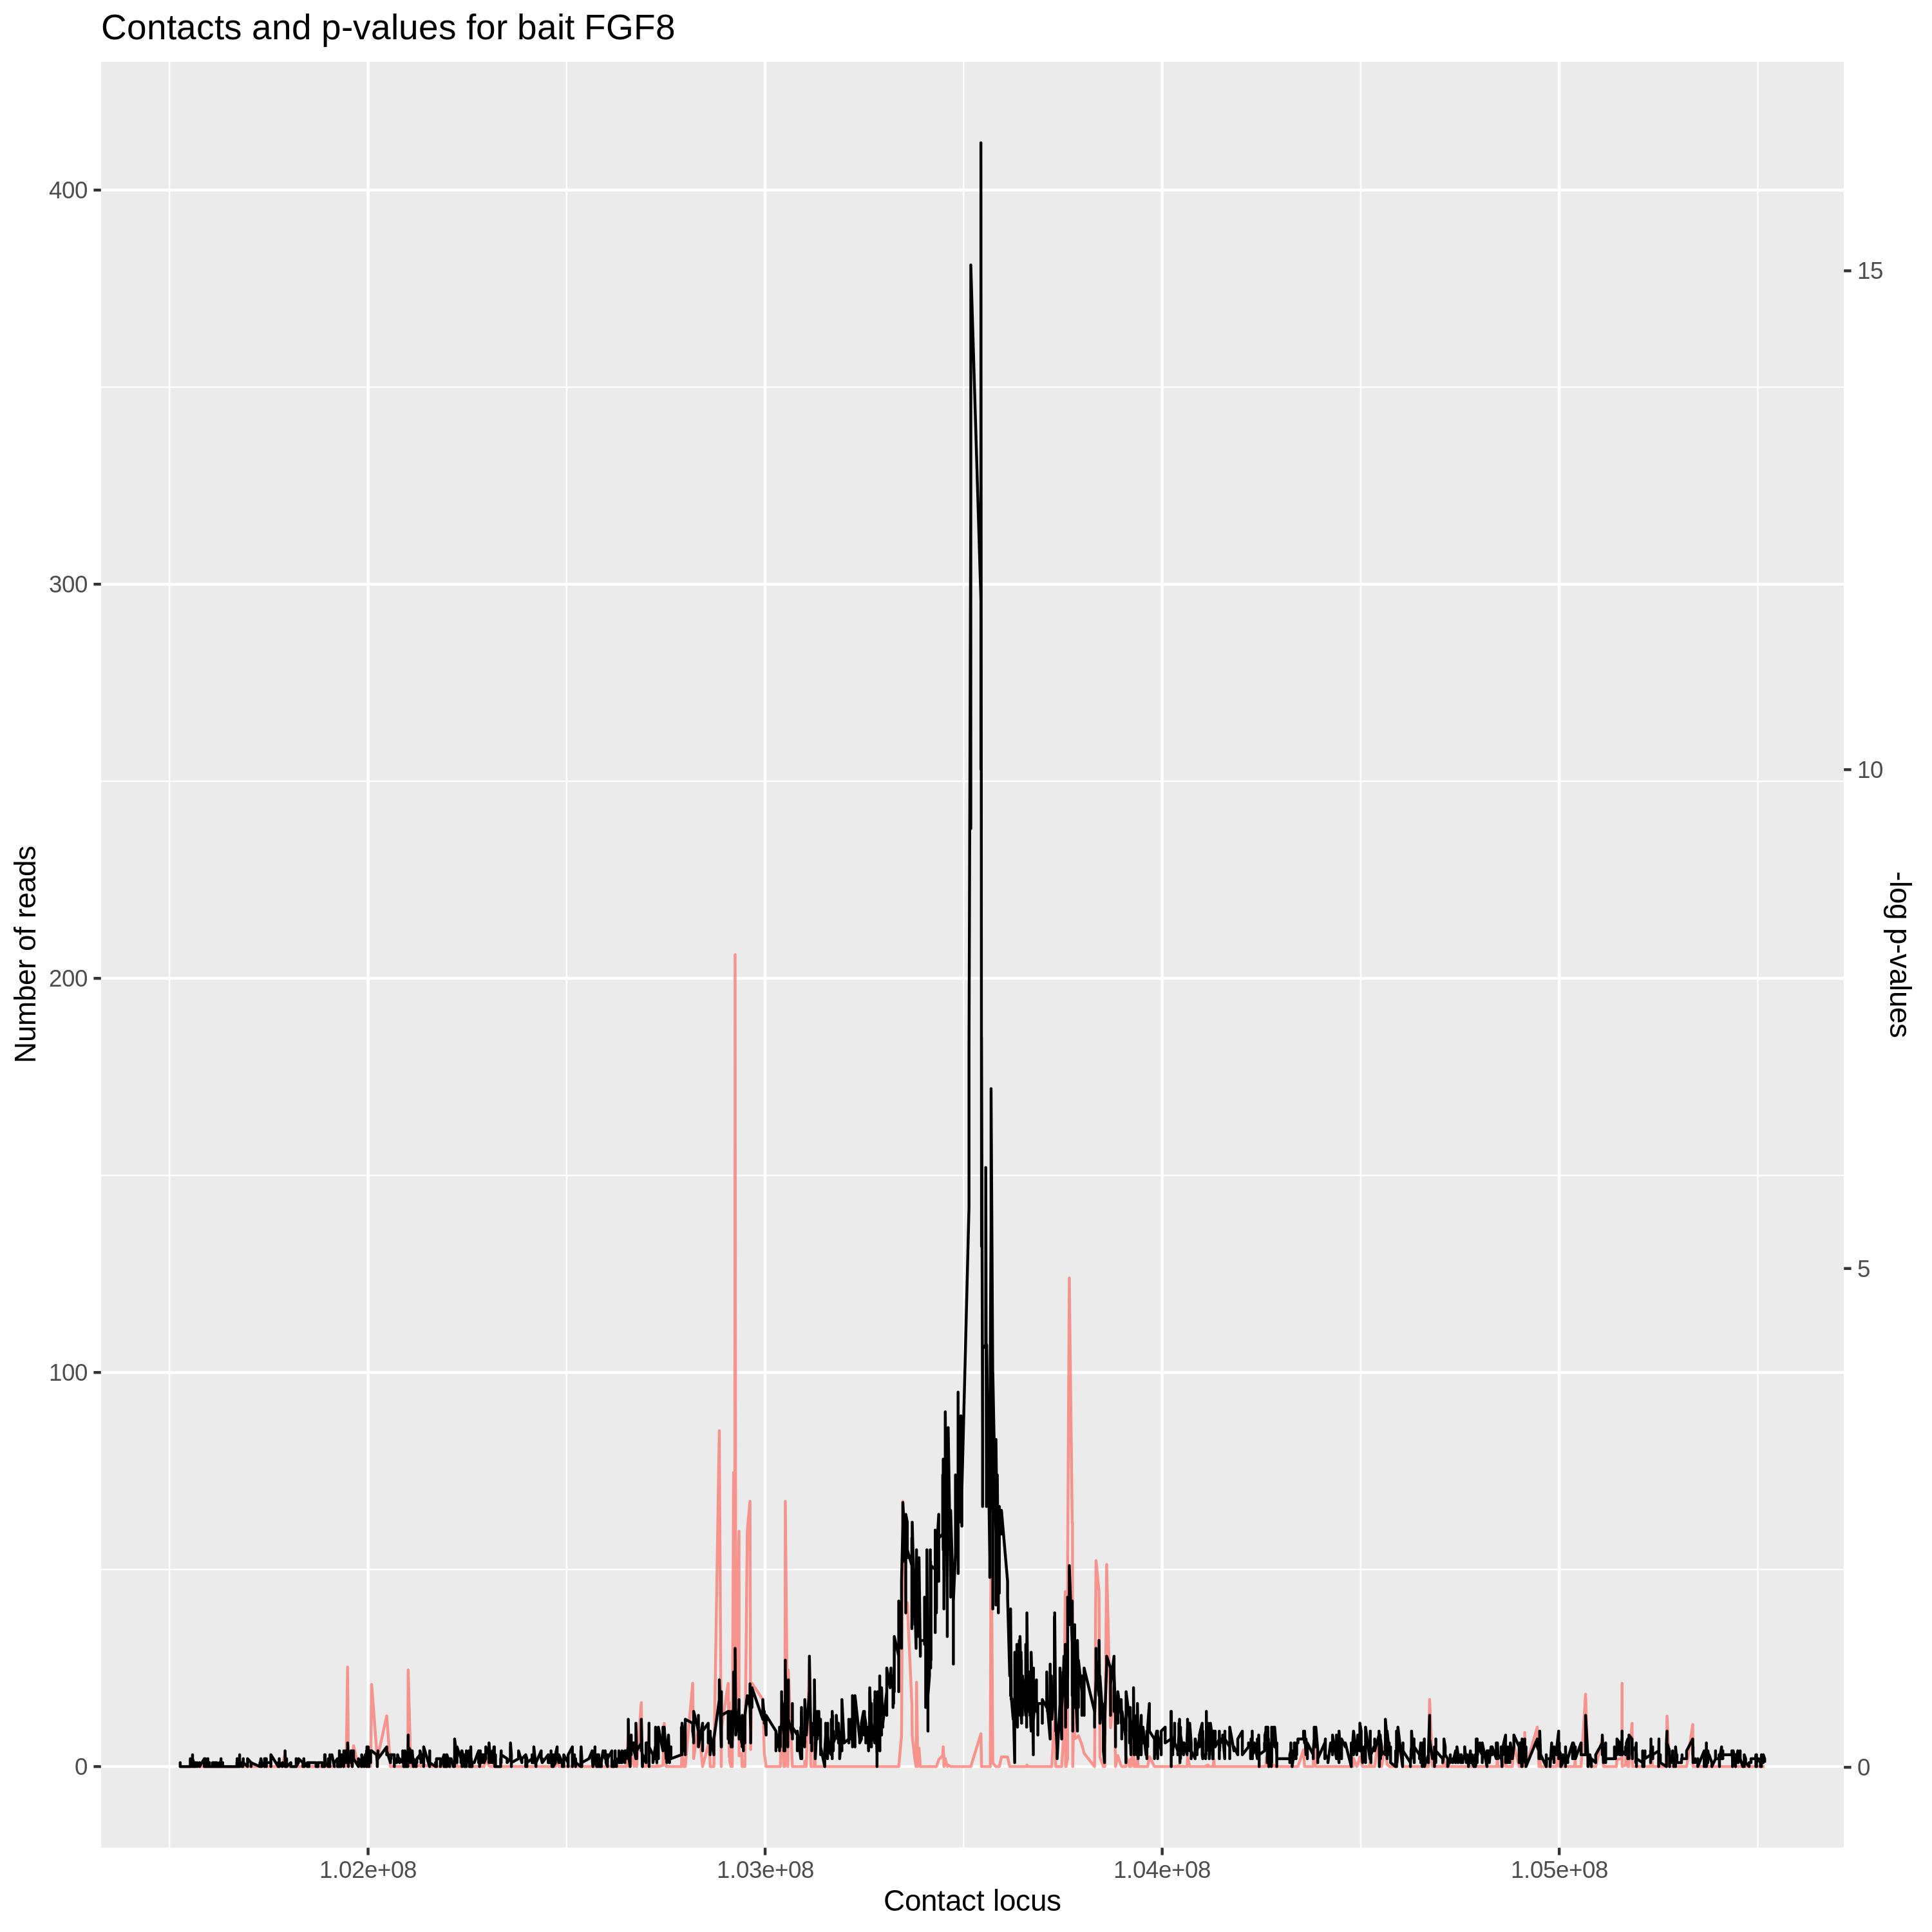 Contacts and p-values for bait FGF8
400
300
200
100
0
Number of reads
15
10
5
0
-log p-values
1.02e+08
1.03e+08
1.04e+08
1.05e+08
Contact locus